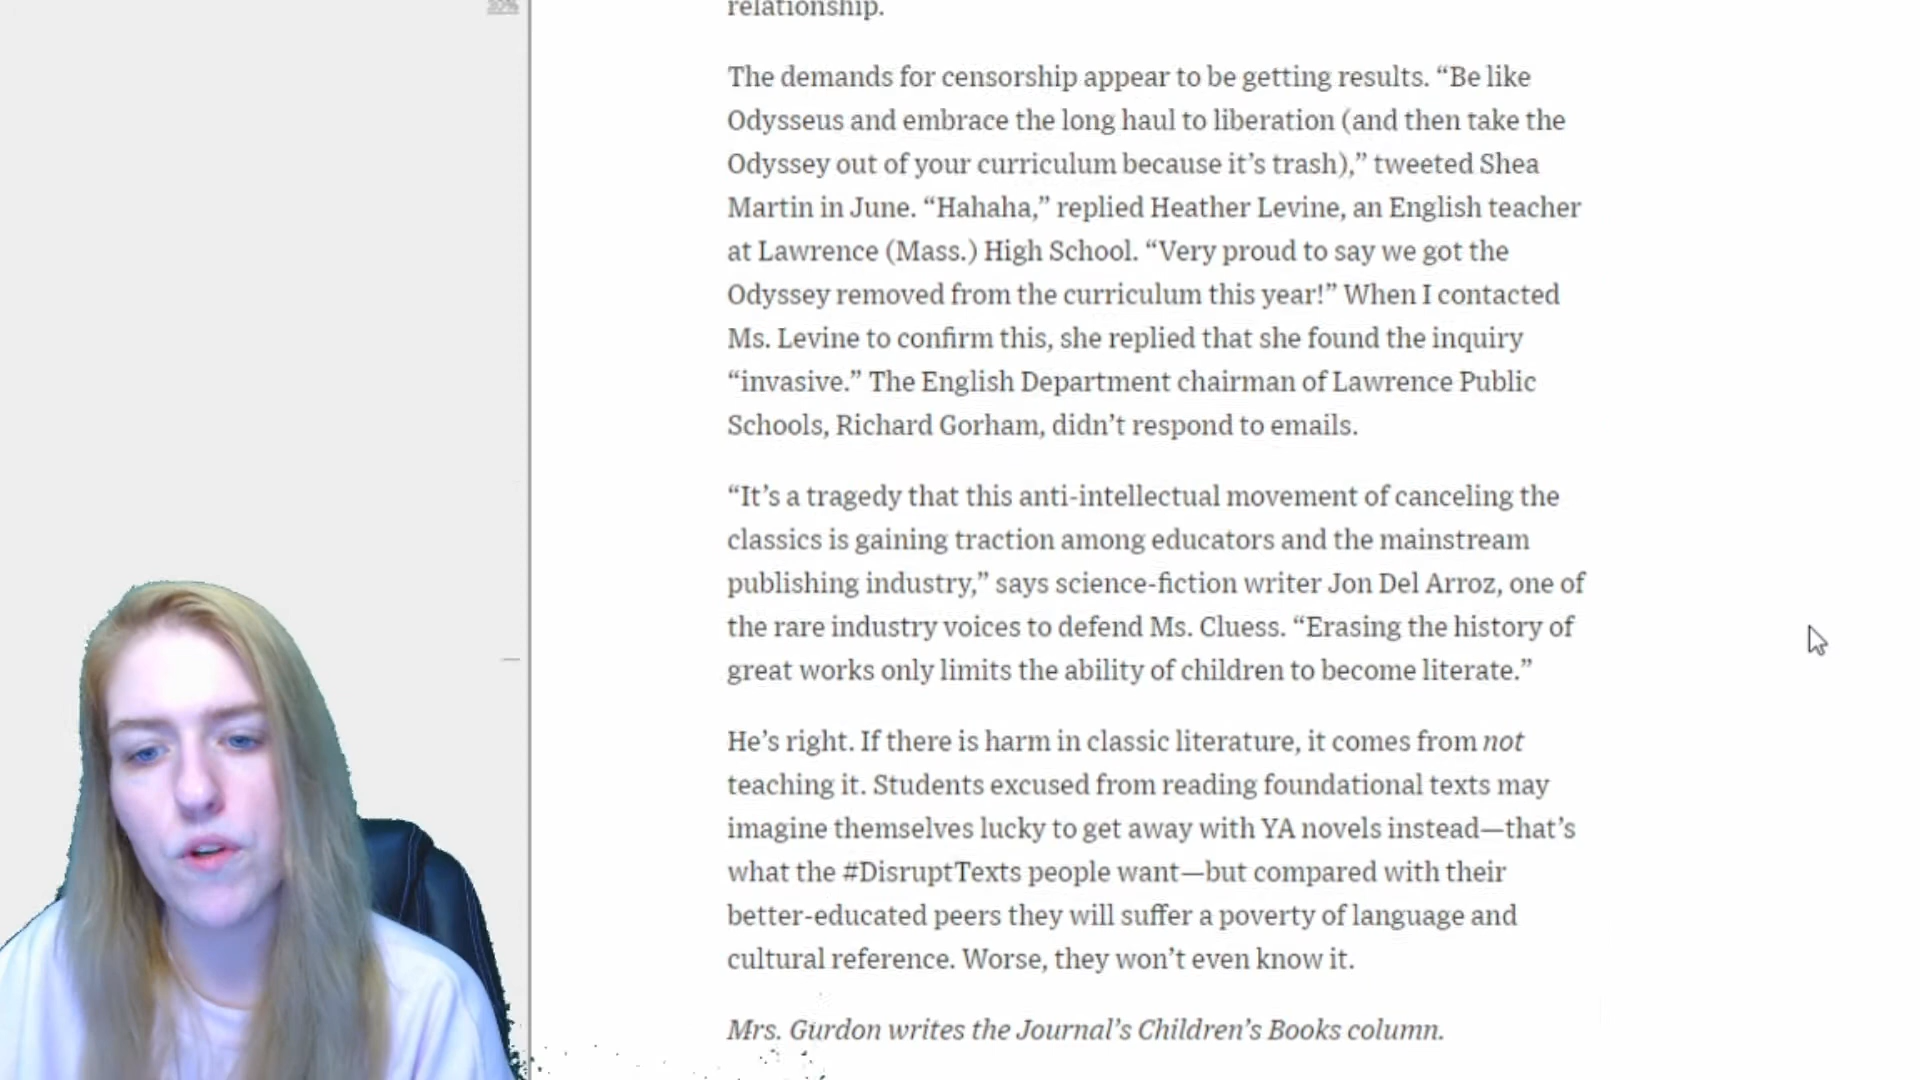 30%
relationship.
The demands for censorship appear to be getting results. “Be like
Odysseus and embrace the long haul to liberation (and then take the
Odyssey out of your curriculum because it’s trash),” tweeted Shea
Martin in June. “Hahaha,” replied Heather Levine, an English teacher
at Lawrence (Mass.) High School. “Very proud to say we got the
Odyssey removed from the curriculum this year!” When I contacted
Ms. Levine to confirm this, she replied that she found the inquiry
“invasive.” The English Department chairman of Lawrence Public
Schools, Richard Gorham, didn’t respond to emails.
“It’s a tragedy that this anti-intellectual movement of canceling the
classics is gaining traction among educators and the mainstream
publishing industry,” says science-fiction writer Jon Del Arroz, one of
the rare industry voices to defend Ms. Cluess. “Erasing the history of
great works only limits the ability of children to become literate.”
He’s right. If there is harm in classic literature, it comes from not
teaching it. Students excused from reading foundational texts may
imagine themselves lucky to get away with YA novels instead—that’s
what the #DisruptTexts people want—but compared with their
better-educated peers they will suffer a poverty of language and
cultural reference. Worse, they won’t even know it.
Mrs. Gurdon writes the Journal’s Children’s Books column.